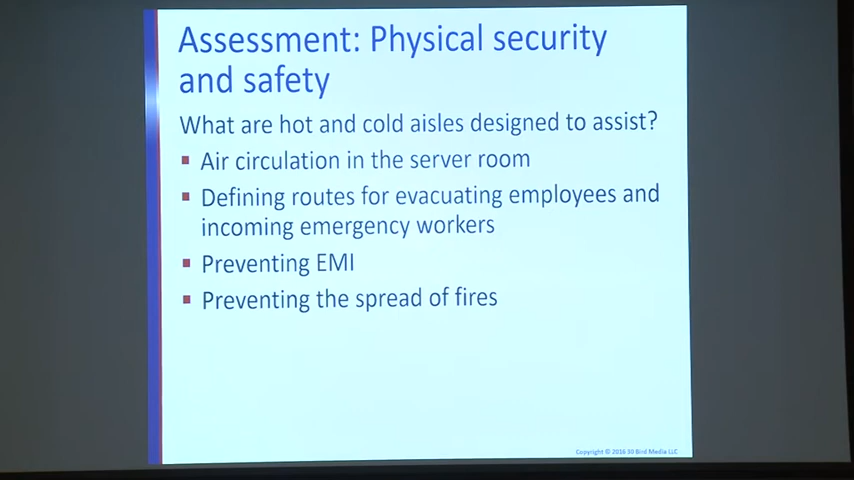 Assessment: Physical security
and safety
What are hot and cold aisles designed to assist?
Air circulation in the server room
Defining routes for evacuating employees and
incoming emergency workers
Preventing EMI
Preventing the spread of fires
Copyright © 2016 30 Bird Media LLC